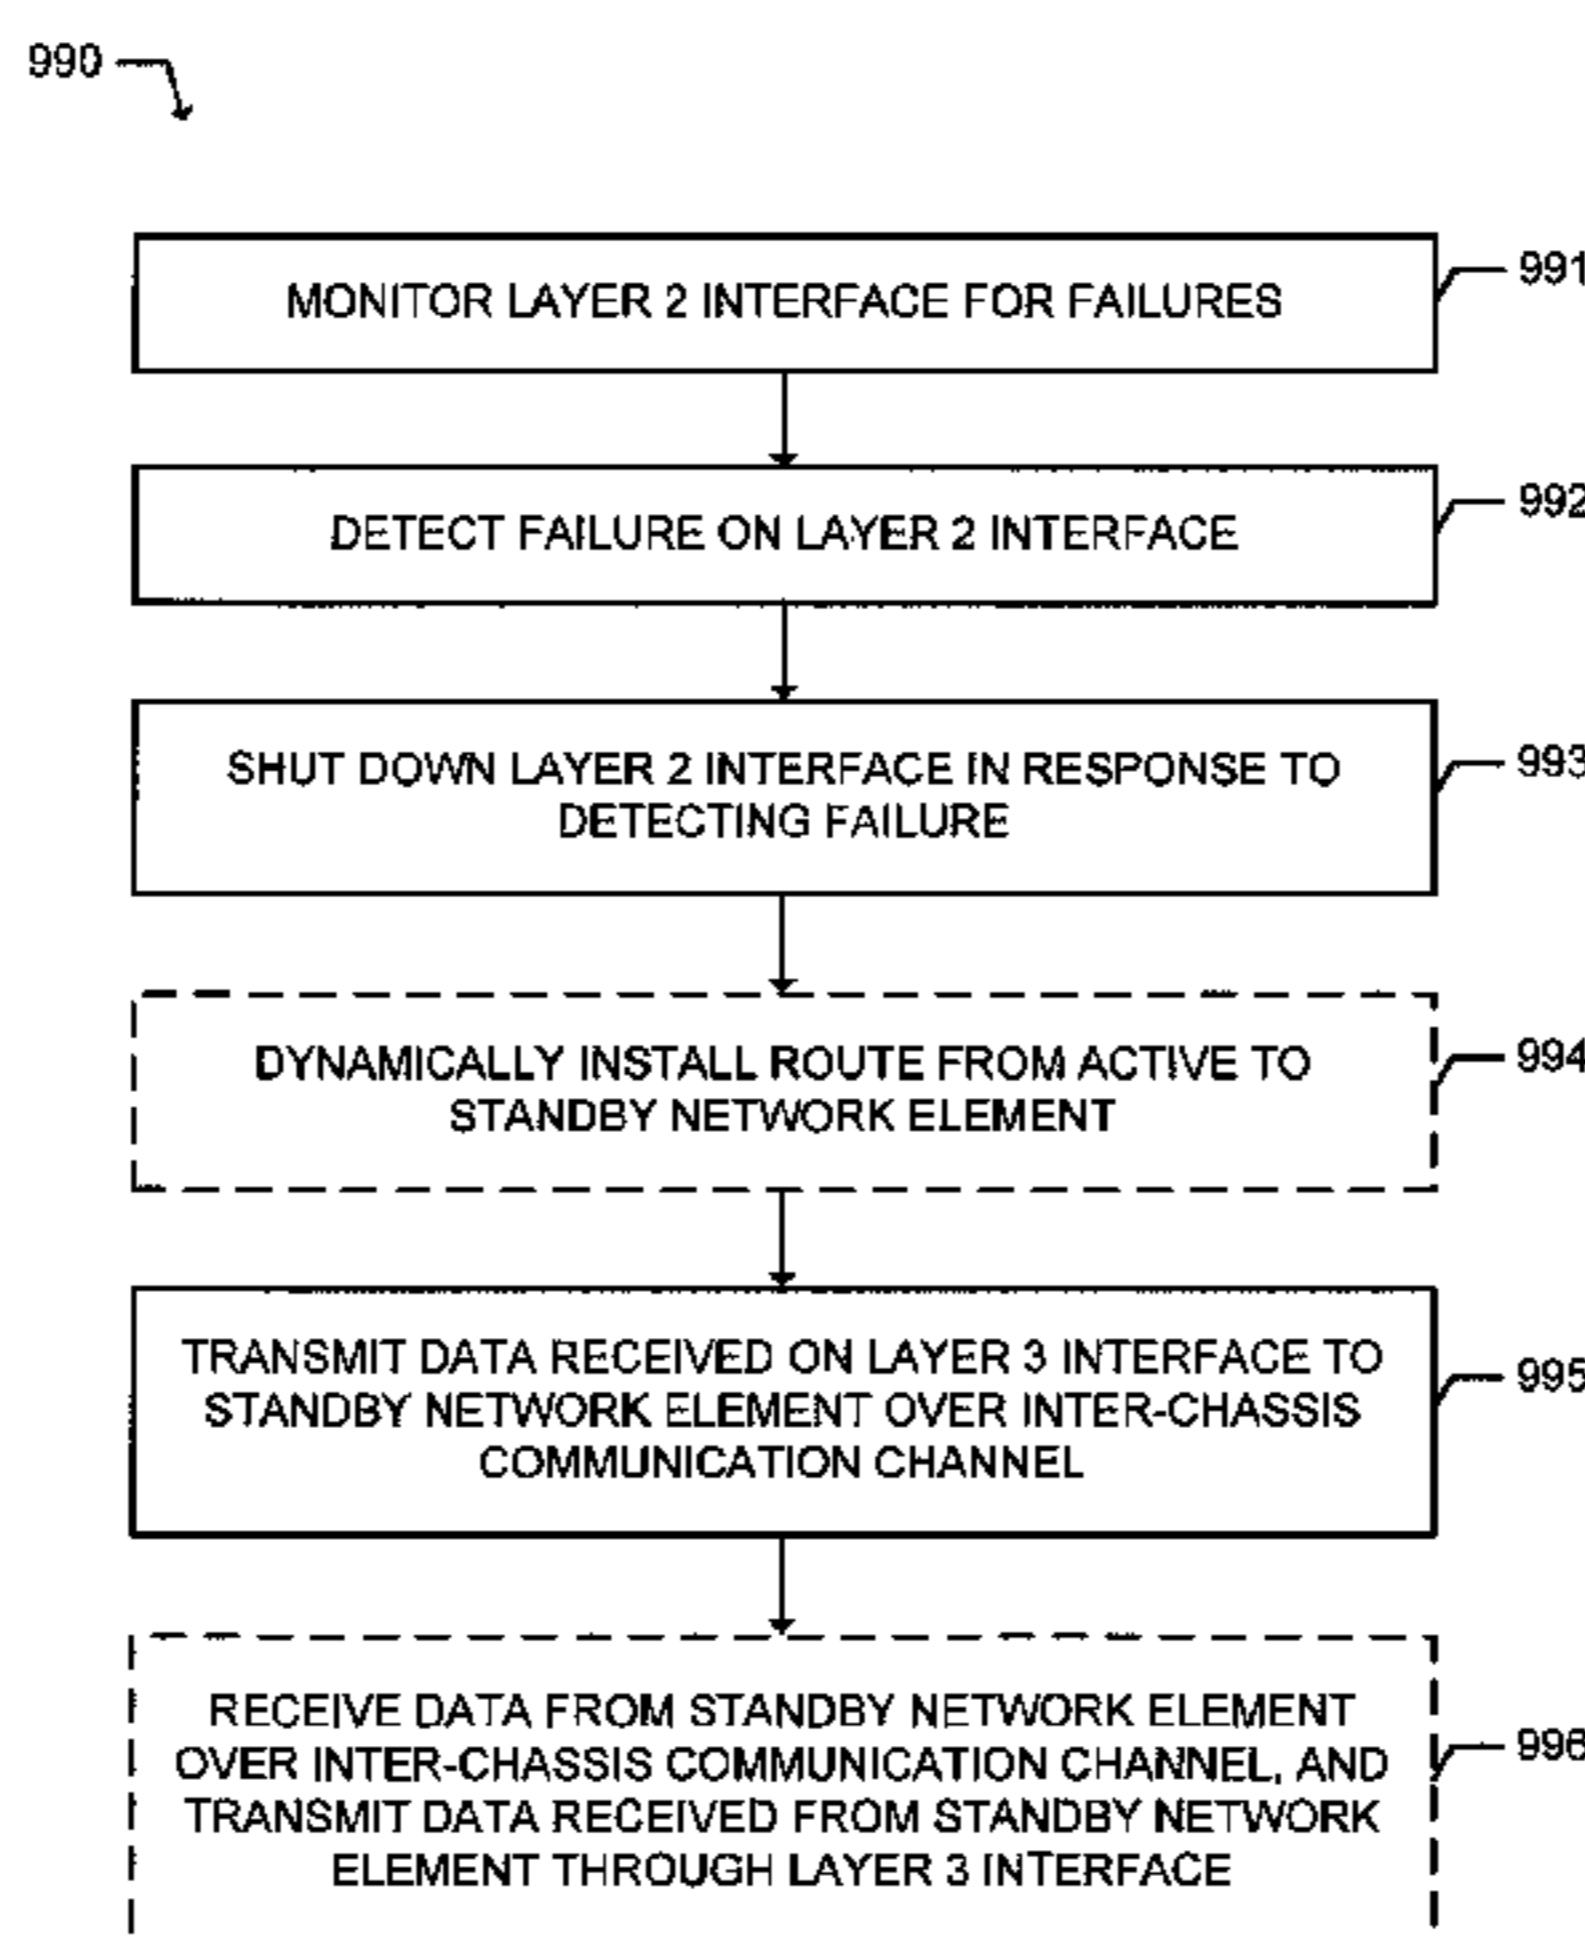 990
MONITOR LAYER 2 INTERFACE FOR FAILURES
991
DETECT FAILURE ON LAYER 2 INTERFACE
992
SHUT DOWN LAYER 2 INTERFACE IN RESPONSE TO
DETECTING FAILURE
993
DYNAMICALLY INSTALL ROUTE FROM ACTIVE TO
STANDBY NETWORK ELEMENT
994
TRANSMIT DATA RECEIVED ON LAYER 3 INTERFACE TO
STANDBY NETWORK ELEMENT OVER INTER-CHASSIS
COMMUNICATION CHANNEL
995
RECEIVE DATA FROM STANDBY NETWORK ELEMENT
OVER INTER-CHASSIS COMMUNICATION CHANNEL, AND
TRANSMIT DATA RECEIVED FROM STANDBY NETWORK
ELEMENT THROUGH LAYER 3 INTERFACE
996